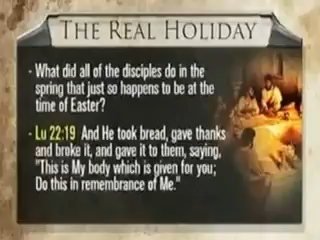 THE REAL HOLIDAY
- What did all of the disciples do in the
spring that just so happens to be at the
time of Easter?
- Lu 22:19 And He took bread, gave thanks
and broke it, and gave it to them, saying,
"This is My body which is given for you;
Do this in remembrance of Me."